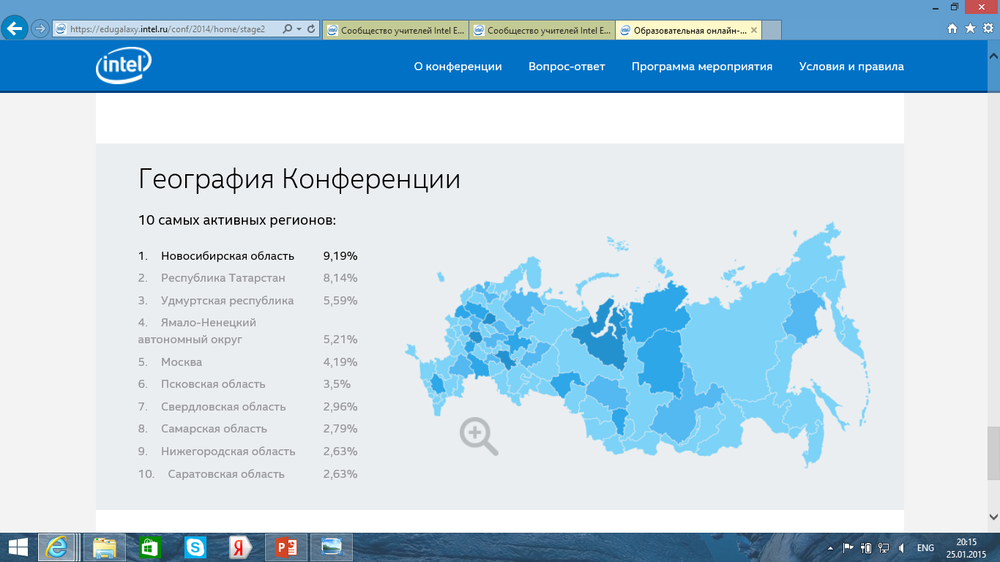 https://edugalaxy.intel.ru/conf/2014/home/stage2
Сообщество учителей Intel E...
Сообщество учителей Intel E...
Образовательная онлайн-...
intel
О конференции
Вопрос-ответ
Программа мероприятия
Условия и правила
География Конференции
10 самых активных регионов:
1. Новосибирская область 9,19%
2. Республика Татарстан 8,14%
3. Удмуртская республика 5,59%
4. Ямало-Ненецкий
автономный округ 5,21%
5. Москва 4,19%
6. Псковская область 3,5%
7. Свердловская область 2,96%
8. Самарская область 2,79%
9. Нижегородская область 2,63%
10. Саратовская область 2,63%
ENG
20:15
25.01.2015